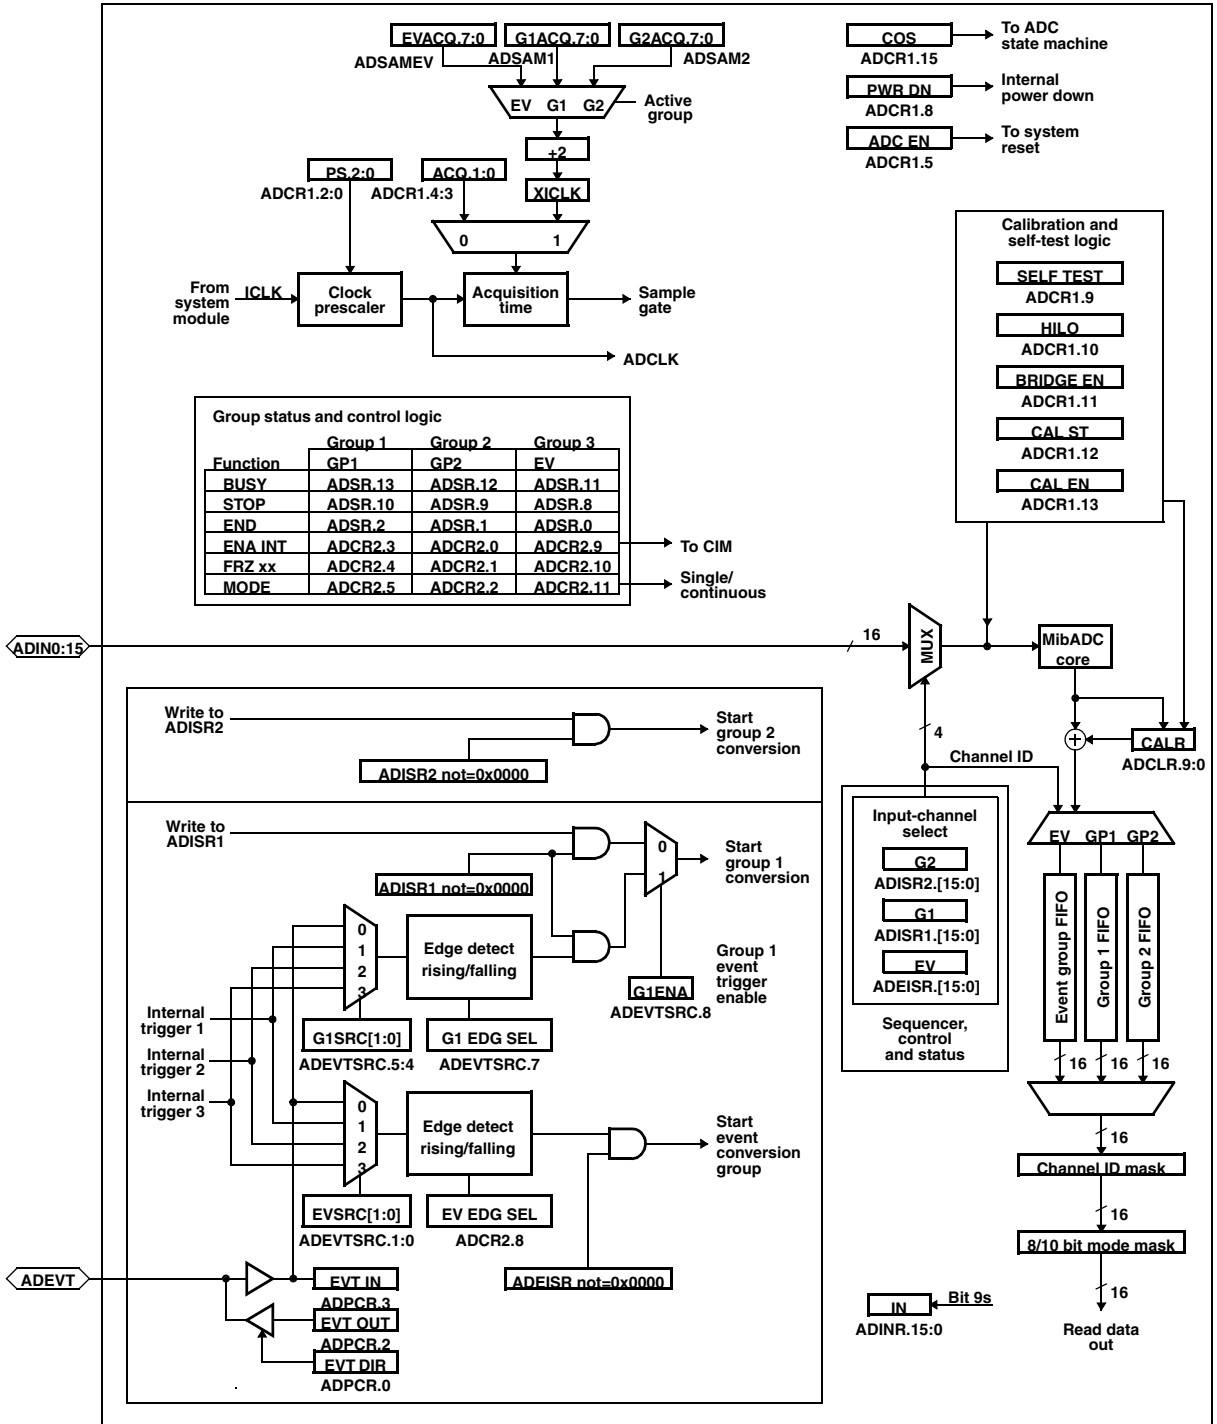 EVACQ.7:0 G1ACQ.7:0 G2ACQ.7:0
ADSAMEV ADSAM1 ADSAM2
EV G1 G2
Active
group
+2
XICLK
PS.2:0
ADCR1.2:0
ACQ.1:0
ADCR1.4:3
0 1
From
system
module
ICLK
Clock
prescaler
Acquisition
time
Sample
gate
ADCLK
COS
ADCR1.15
To ADC
state machine
PWR DN
ADCR1.8
Internal
power down
ADC EN
ADCR1.5
To system
reset
Calibration and
self-test logic
SELF TEST
ADCR1.9
HILO
ADCR1.10
BRIDGE EN
ADCR1.11
CAL ST
ADCR1.12
CAL EN
ADCR1.13
Group status and control logic
Group 1 Group 2 Group 3
Function GP1 GP2 EV
BUSY ADSR.13 ADSR.12 ADSR.11
STOP ADSR.10 ADSR.9 ADSR.8
END ADSR.2 ADSR.1 ADSR.0
ENA INT ADCR2.3 ADCR2.0 ADCR2.9
FRZ xx ADCR2.4 ADCR2.1 ADCR2.10
MODE ADCR2.5 ADCR2.2 ADCR2.11
To CIM
Single/
continuous
ADIN0:15
16
MUX
MibADC
core
4
Channel ID
CALR
ADCLR.9:0
Write to
ADISR2
ADISR2 not=0x0000
Start
group 2
conversion
Write to
ADISR1
ADISR1 not=0x0000
0
1
Start
group 1
conversion
0
1
2
3
Edge detect
rising/falling
G1ENA
ADEVTSRC.8
Group 1
event
trigger
enable
Internal
trigger 1
Internal
trigger 2
Internal
trigger 3
G1SRC[1:0]
ADEVTSRC.5:4
G1 EDG SEL
ADEVTSRC.7
0
1
2
3
Edge detect
rising/falling
Start
event
conversion
group
EVSRC[1:0]
ADEVTSRC.1:0
EV EDG SEL
ADCR2.8
ADEISR not=0x0000
ADEVT
EVT IN
ADPCR.3
EVT OUT
ADPCR.2
EVT DIR
ADPCR.0
Input-channel
select
G2
ADISR2.[15:0]
G1
ADISR1.[15:0]
EV
ADEISR.[15:0]
Sequencer,
control
and status
EV GP1 GP2
Event group FIFO
Group 1 FIFO
Group 2 FIFO
16 16 16
16
Channel ID mask
16
8/10 bit mode mask
16
Read data
out
IN
ADINR.15:0
Bit 9s